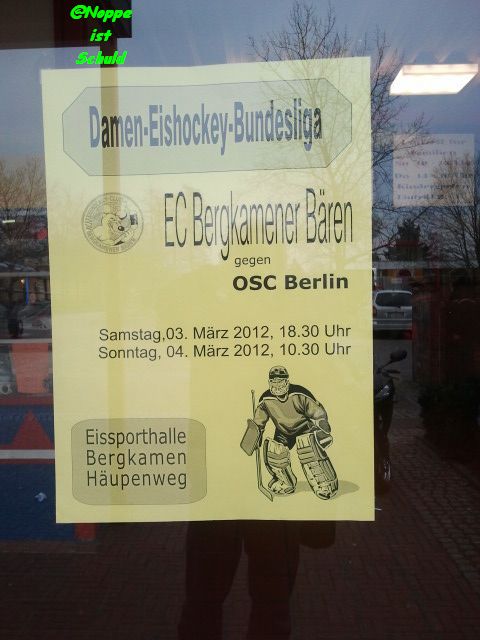 @Noppe
ist
Schuld
Damen-Eishockey-Bundesliga
EC Bergkamener Bären
gegen
OSC Berlin
Samstag,03. März 2012, 18.30 Uhr
Sonntag, 04. März 2012, 10.30 Uhr
Eissporthalle
Bergkamen
Häupenweg